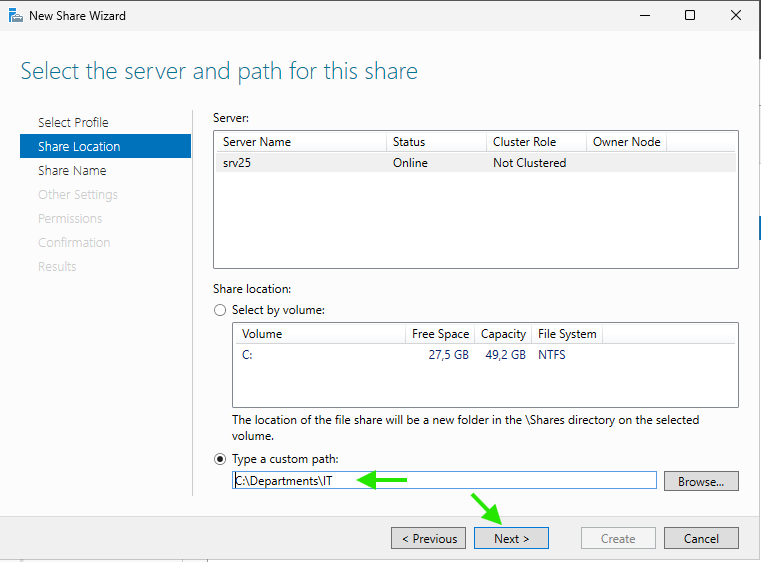 New Share Wizard
Select the server and path for this share
Select Profile
Share Location
Share Name
Other Settings
Permissions
Confirmation
Results
Server:
Server Name Status Cluster Role Owner Node
srv25 Online Not Clustered
Share location:
Select by volume:
Volume Free Space Capacity File System
C: 27,5 GB 49,2 GB NTFS
The location of the file share will be a new folder in the \Shares directory on the selected
volume.
Type a custom path:
C:\Departments\IT Browse...
< Previous Next > Create Cancel